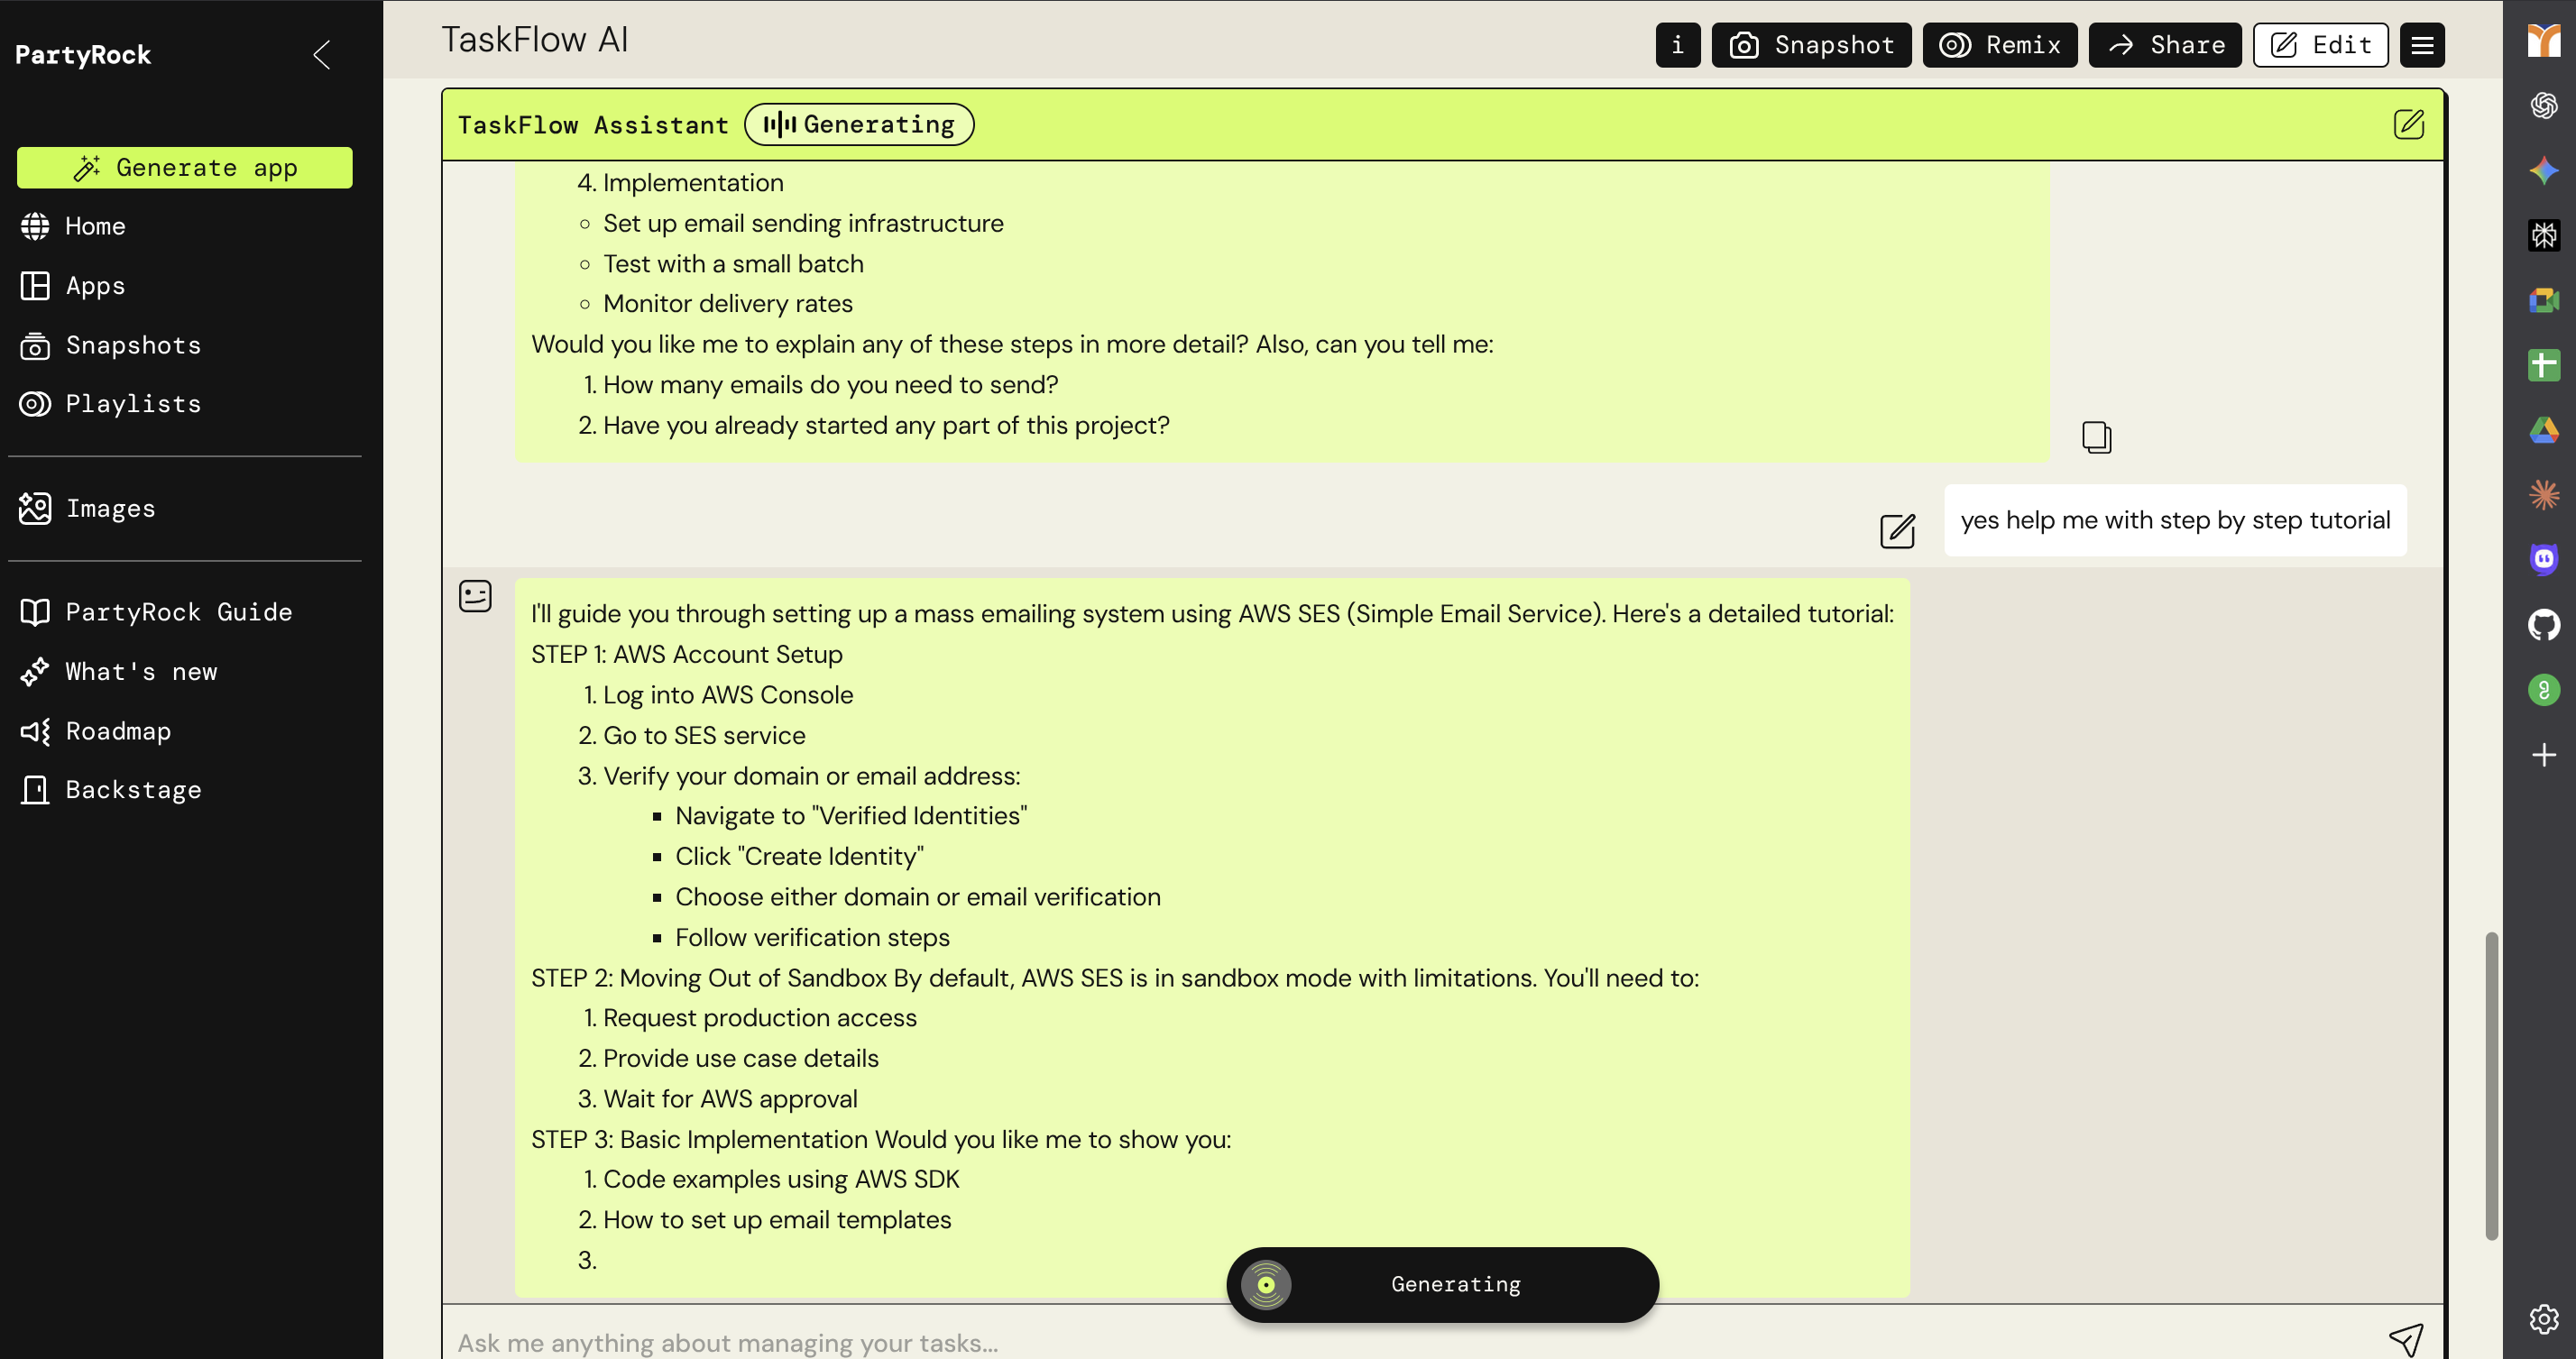 PartyRock
Generate app
Home
Apps
Snapshots
Playlists
Images
PartyRock Guide
What's new
Roadmap
Backstage
TaskFlow AI
i
Snapshot
Remix
Share
Edit
TaskFlow Assistant
Generating
4. Implementation
Set up email sending infrastructure
Test with a small batch
Monitor delivery rates
Would you like me to explain any of these steps in more detail? Also, can you tell me:
1. How many emails do you need to send?
2. Have you already started any part of this project?
yes help me with step by step tutorial
I'll guide you through setting up a mass emailing system using AWS SES (Simple Email Service). Here's a detailed tutorial:
STEP 1: AWS Account Setup
1. Log into AWS Console
2. Go to SES service
3. Verify your domain or email address:
Navigate to "Verified Identities"
Click "Create Identity"
Choose either domain or email verification
Follow verification steps
STEP 2: Moving Out of Sandbox By default, AWS SES is in sandbox mode with limitations. You'll need to:
1. Request production access
2. Provide use case details
3. Wait for AWS approval
STEP 3: Basic Implementation Would you like me to show you:
1. Code examples using AWS SDK
2. How to set up email templates
3.
Generating
Ask me anything about managing your tasks...